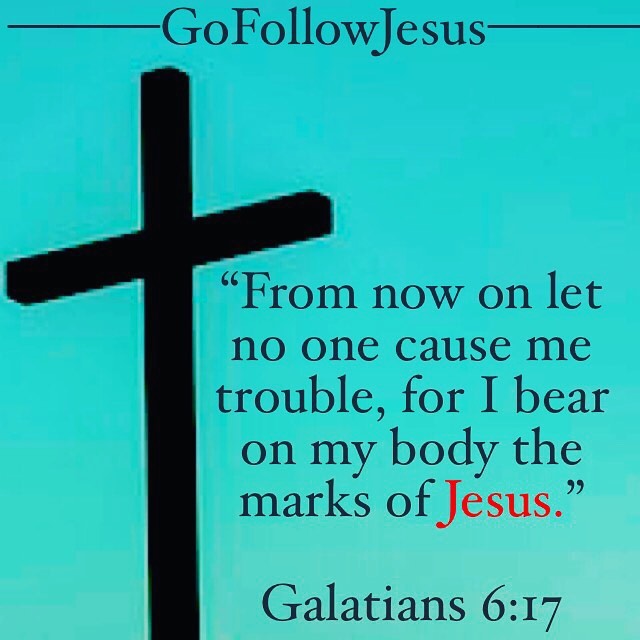 GoFollowJesus
“From now on let
no one cause me
trouble, for I bear
on my body the
marks of Jesus.”
Galatians 6:17